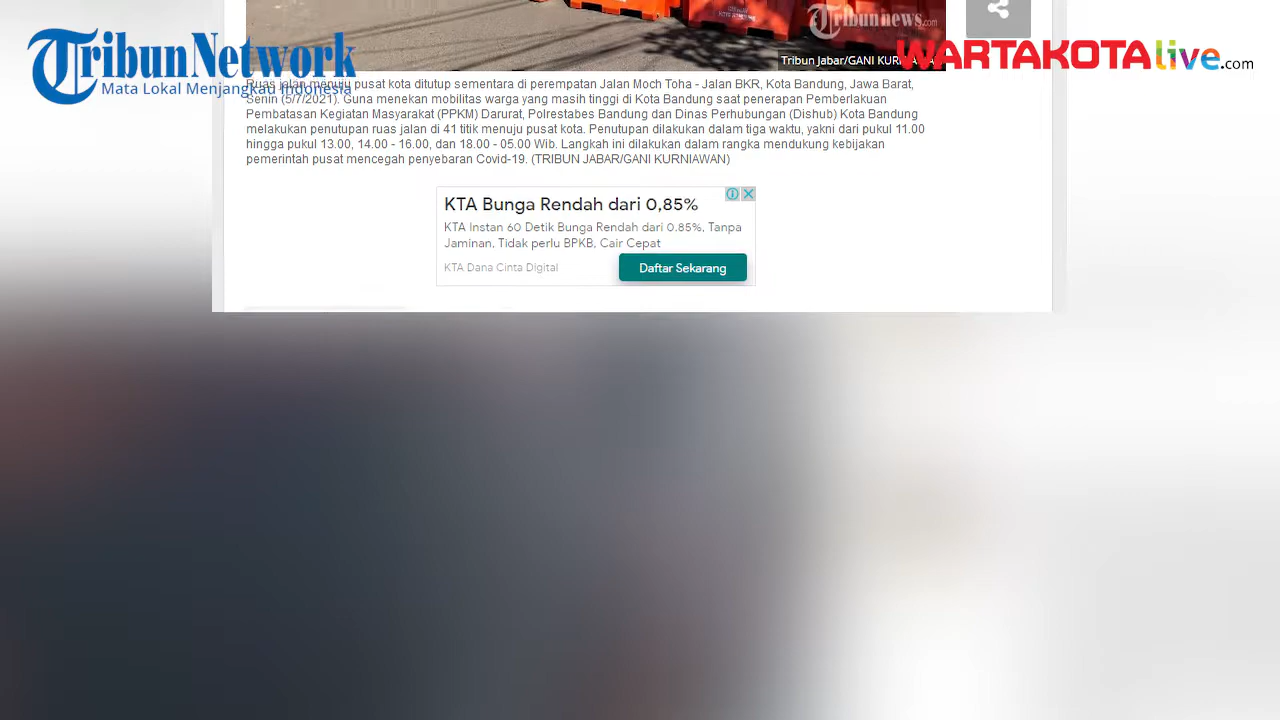 Tribunnews.com
Tribun Jabar/GANI KURNIAWAN
TribunNetwork
Mata Lokal Menjangkau Indonesia
WARTAKOTAlive.com
Ruas jalan menuju pusat kota ditutup sementara di perempatan Jalan Moch Toha - Jalan BKR, Kota Bandung, Jawa Barat,
Senin (5/7/2021). Guna menekan mobilitas warga yang masih tinggi di Kota Bandung saat penerapan Pemberlakuan
Pembatasan Kegiatan Masyarakat (PPKM) Darurat, Polrestabes Bandung dan Dinas Perhubungan (Dishub) Kota Bandung
melakukan penutupan ruas jalan di 41 titik menuju pusat kota. Penutupan dilakukan dalam tiga waktu, yakni dari pukul 11.00
hingga pukul 13.00, 14.00 - 16.00, dan 18.00 - 05.00 Wib. Langkah ini dilakukan dalam rangka mendukung kebijakan
pemerintah pusat mencegah penyebaran Covid-19. (TRIBUN JABAR/GANI KURNIAWAN)
KTA Bunga Rendah dari 0,85%
KTA Instan 60 Detik Bunga Rendah dari 0.85%, Tanpa
Jaminan, Tidak perlu BPKB, Cair Cepat
KTA Dana Cinta Digital
Daftar Sekarang